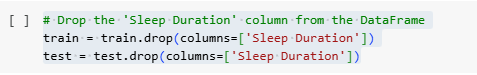 [ ] # Drop the 'Sleep Duration' column from the DataFrame
train = train.drop(columns=['Sleep Duration'])
test = test.drop(columns=['Sleep Duration'])